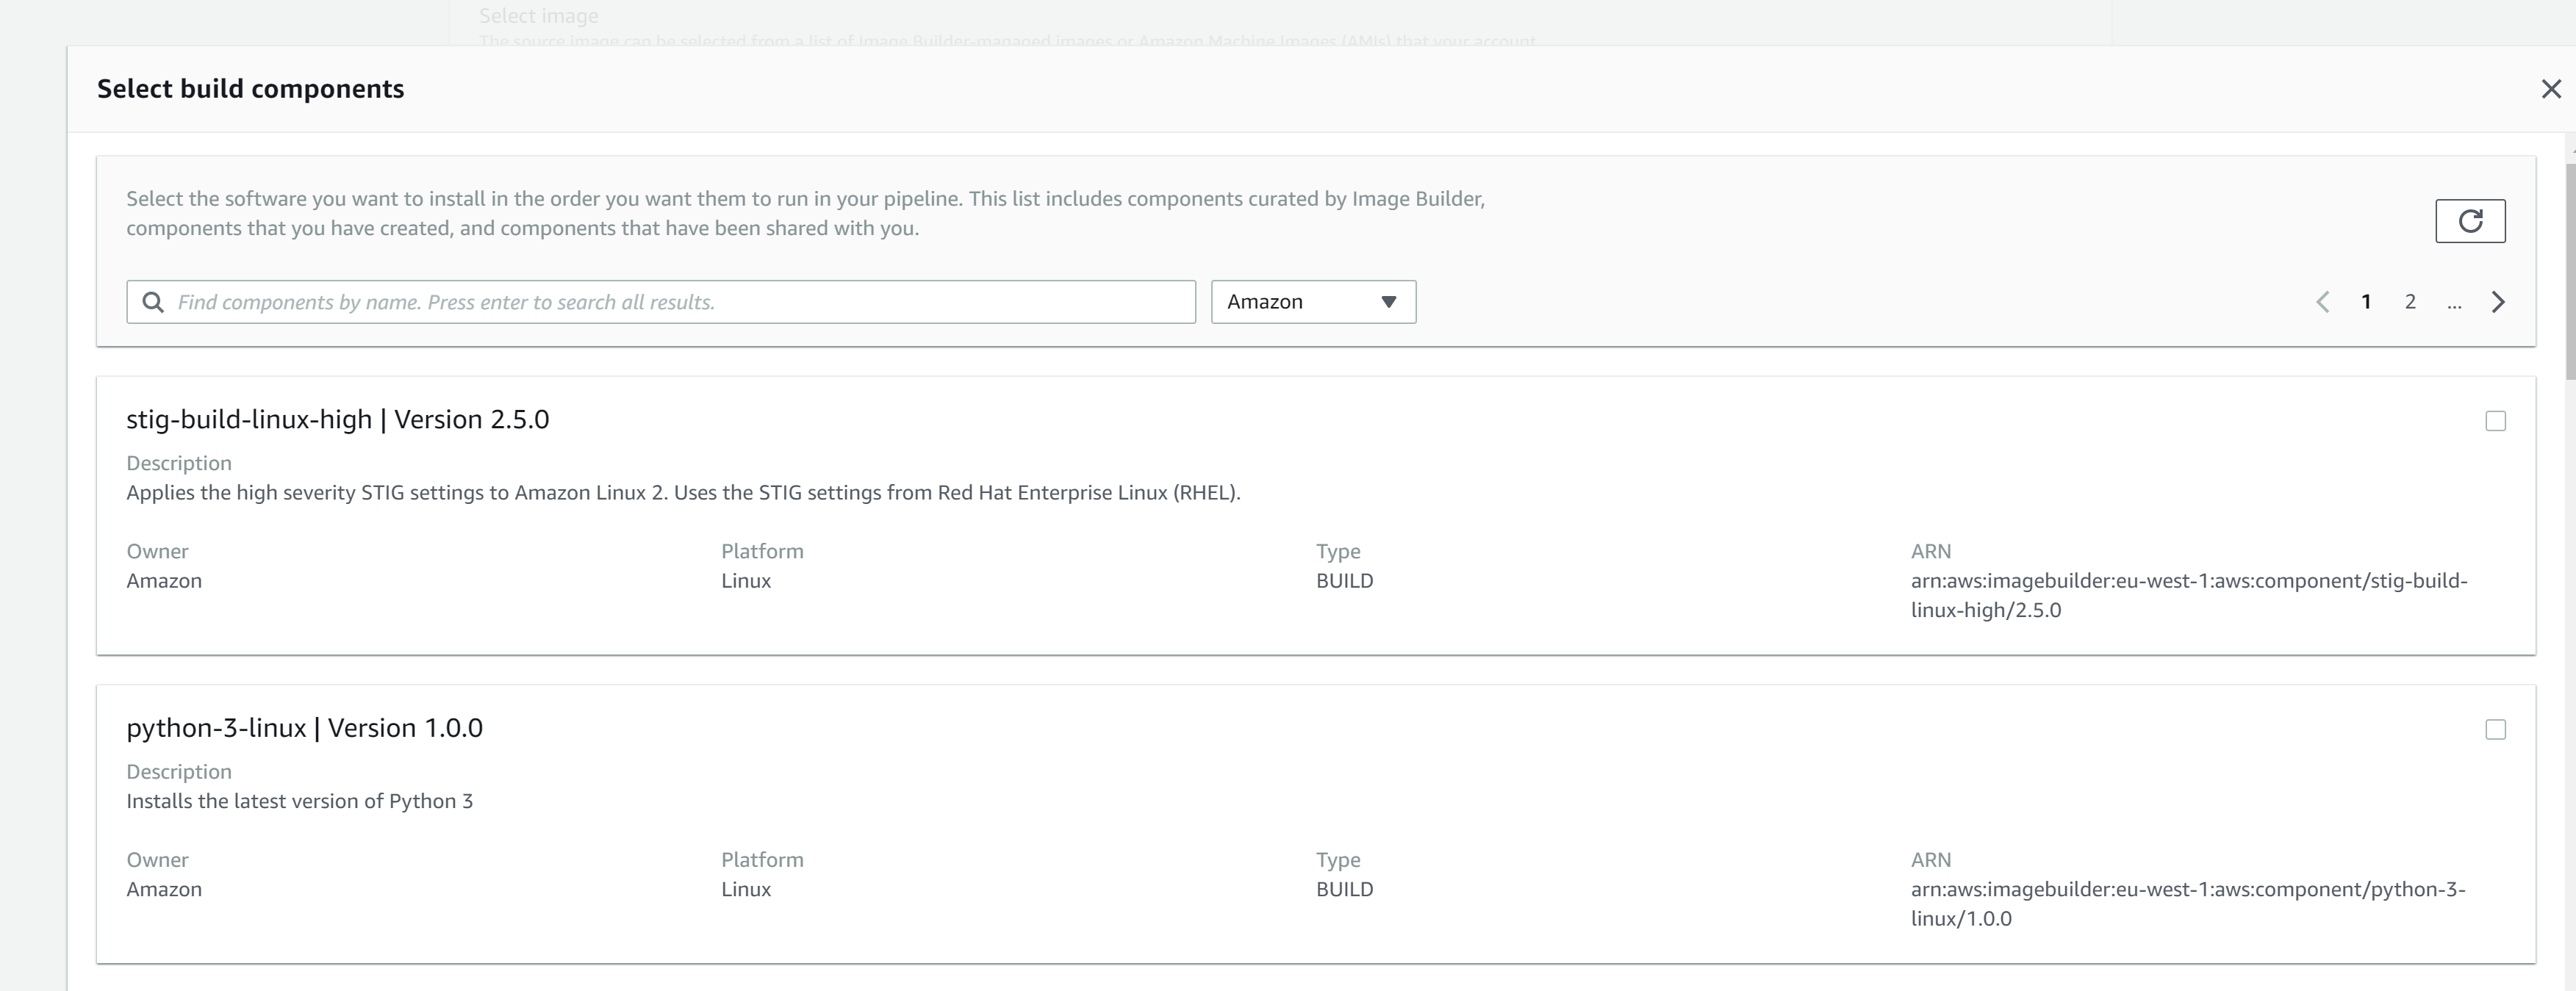 Select image
The source image can be selected from a list of Image Builder-managed images or Amazon Machine Images (AMIs) that your account
Select build components
Select the software you want to install in the order you want them to run in your pipeline. This list includes components curated by Image Builder,
components that you have created, and components that have been shared with you.
Find components by name. Press enter to search all results.
Amazon
1 2 ...
stig-build-linux-high | Version 2.5.0
Description
Applies the high severity STIG settings to Amazon Linux 2. Uses the STIG settings from Red Hat Enterprise Linux (RHEL).
Owner Platform Type ARN
Amazon Linux BUILD arn:aws:imagebuilder:eu-west-1:aws:component/stig-build-
linux-high/2.5.0
python-3-linux | Version 1.0.0
Description
Installs the latest version of Python 3
Owner Platform Type ARN
Amazon Linux BUILD arn:aws:imagebuilder:eu-west-1:aws:component/python-3-
linux/1.0.0